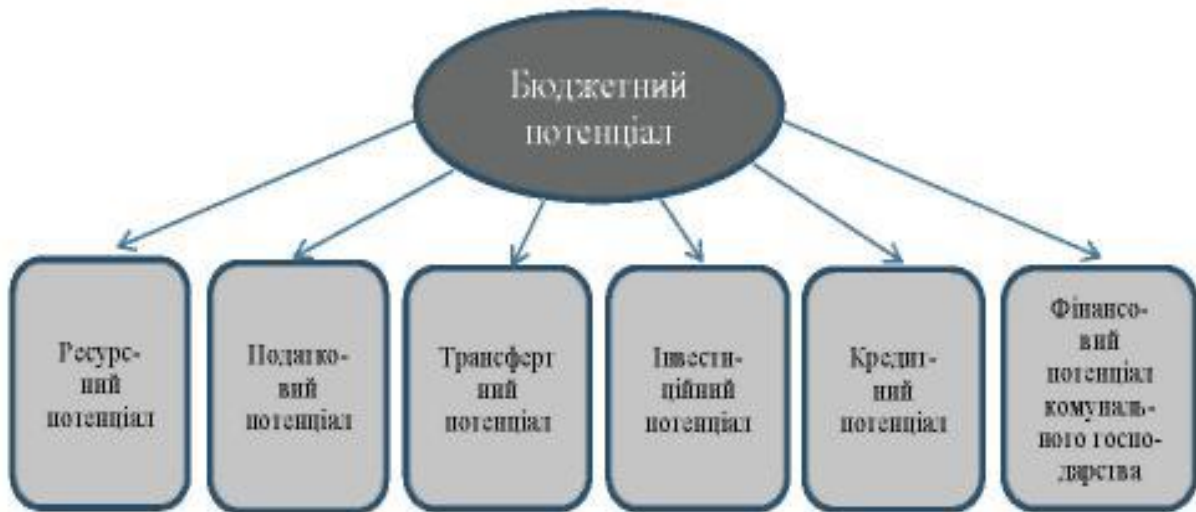 Бюджетний
потенціал
Ресурс-
ний
потенціал
Податко-
вий
потенціал
Трансферт
ний
потенціал
Інвести-
ційний
потенціал
Кредит-
ний
потенціал
Фінансо-
вий
потенціал
комуналь-
ного госпо-
дарства